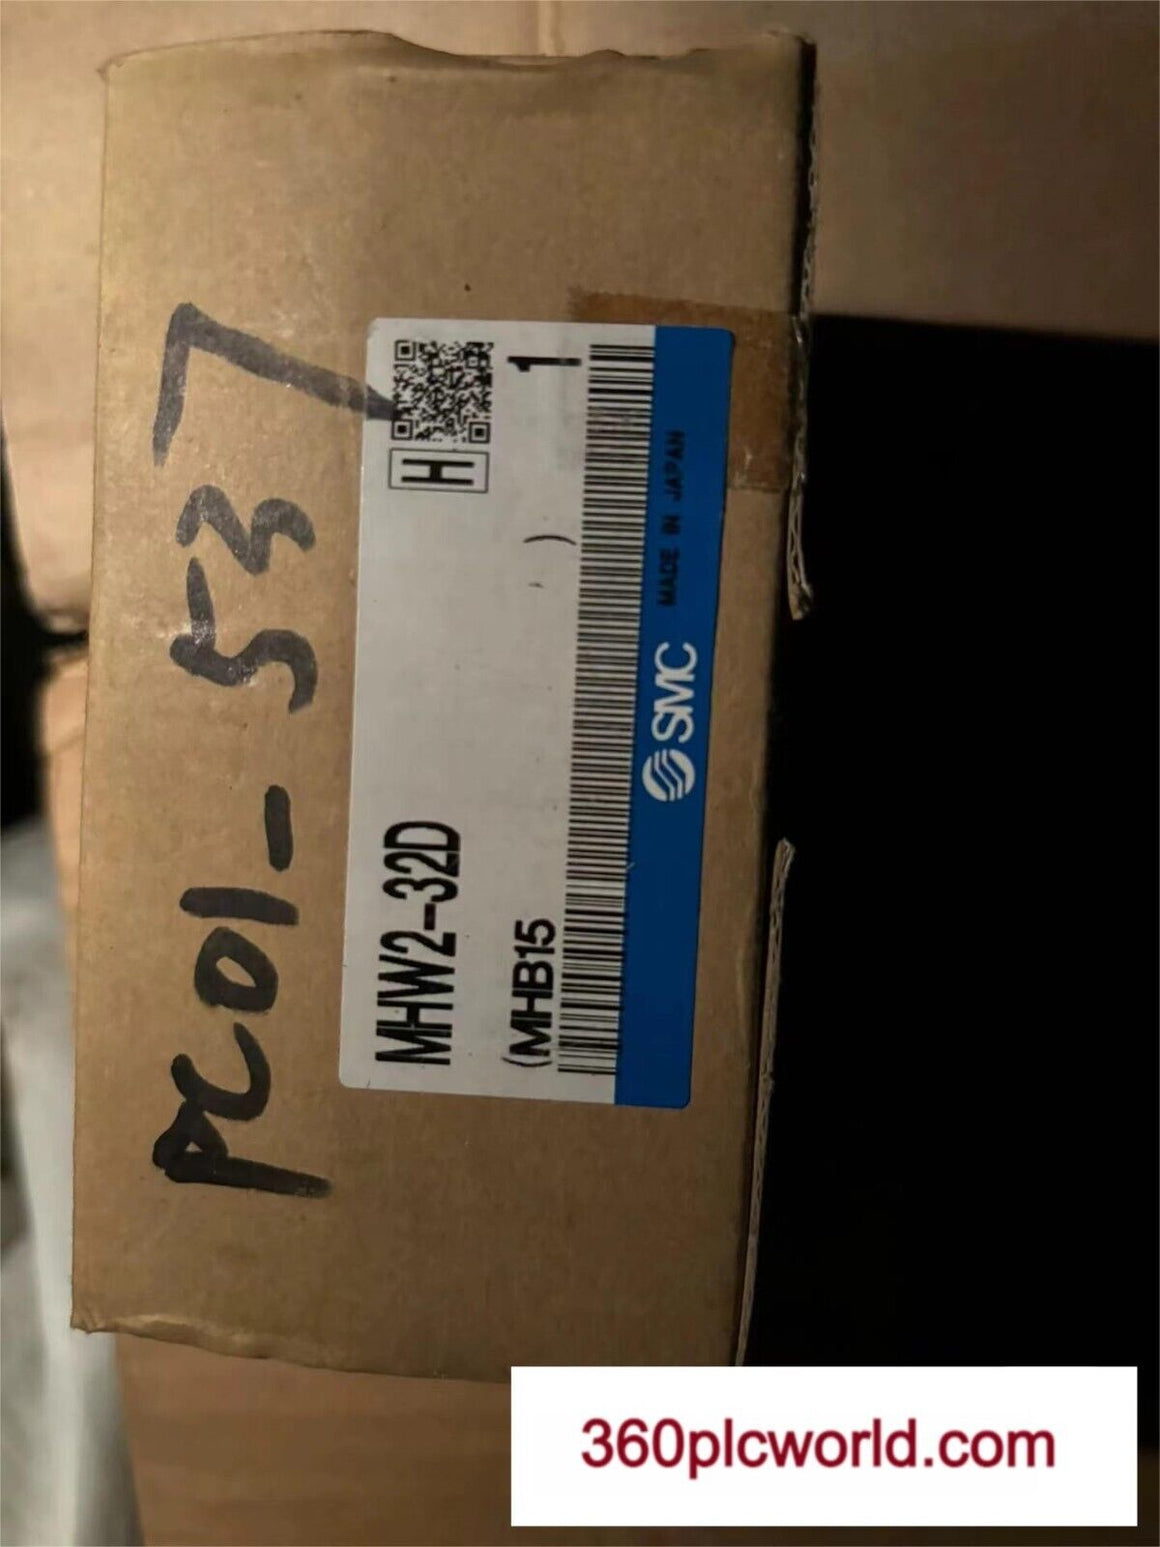 PC01-537
MHW2-32D
H
(MHB15
)
1
SMC
MADE IN JAPAN
360plcworld.com